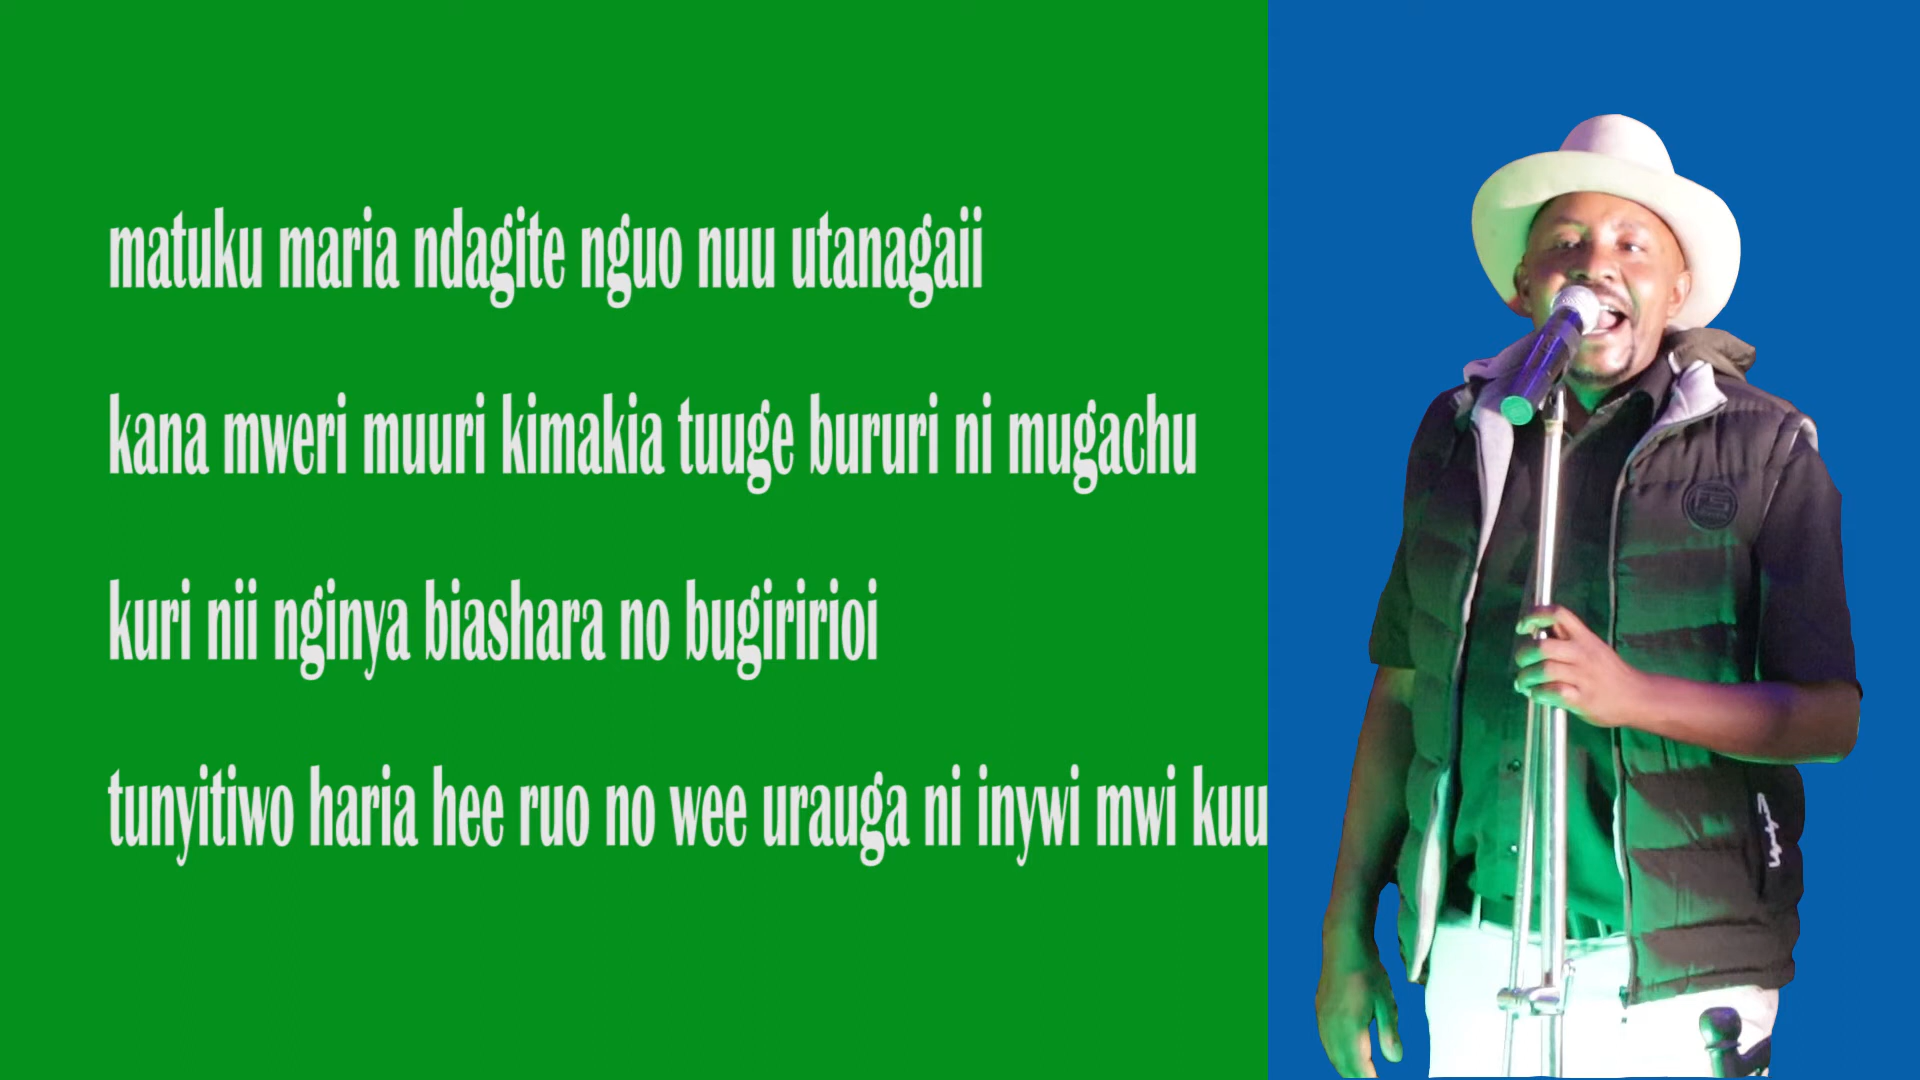 matuku maria ndagite nguo nuu utanagaii
kana mweri muuri kimakia tuuge bururi ni mugachu
kuri nii nginya biashara no bugiririoi
tunyitiwo haria hee ruo no wee urauga ni inywi mwi kuu